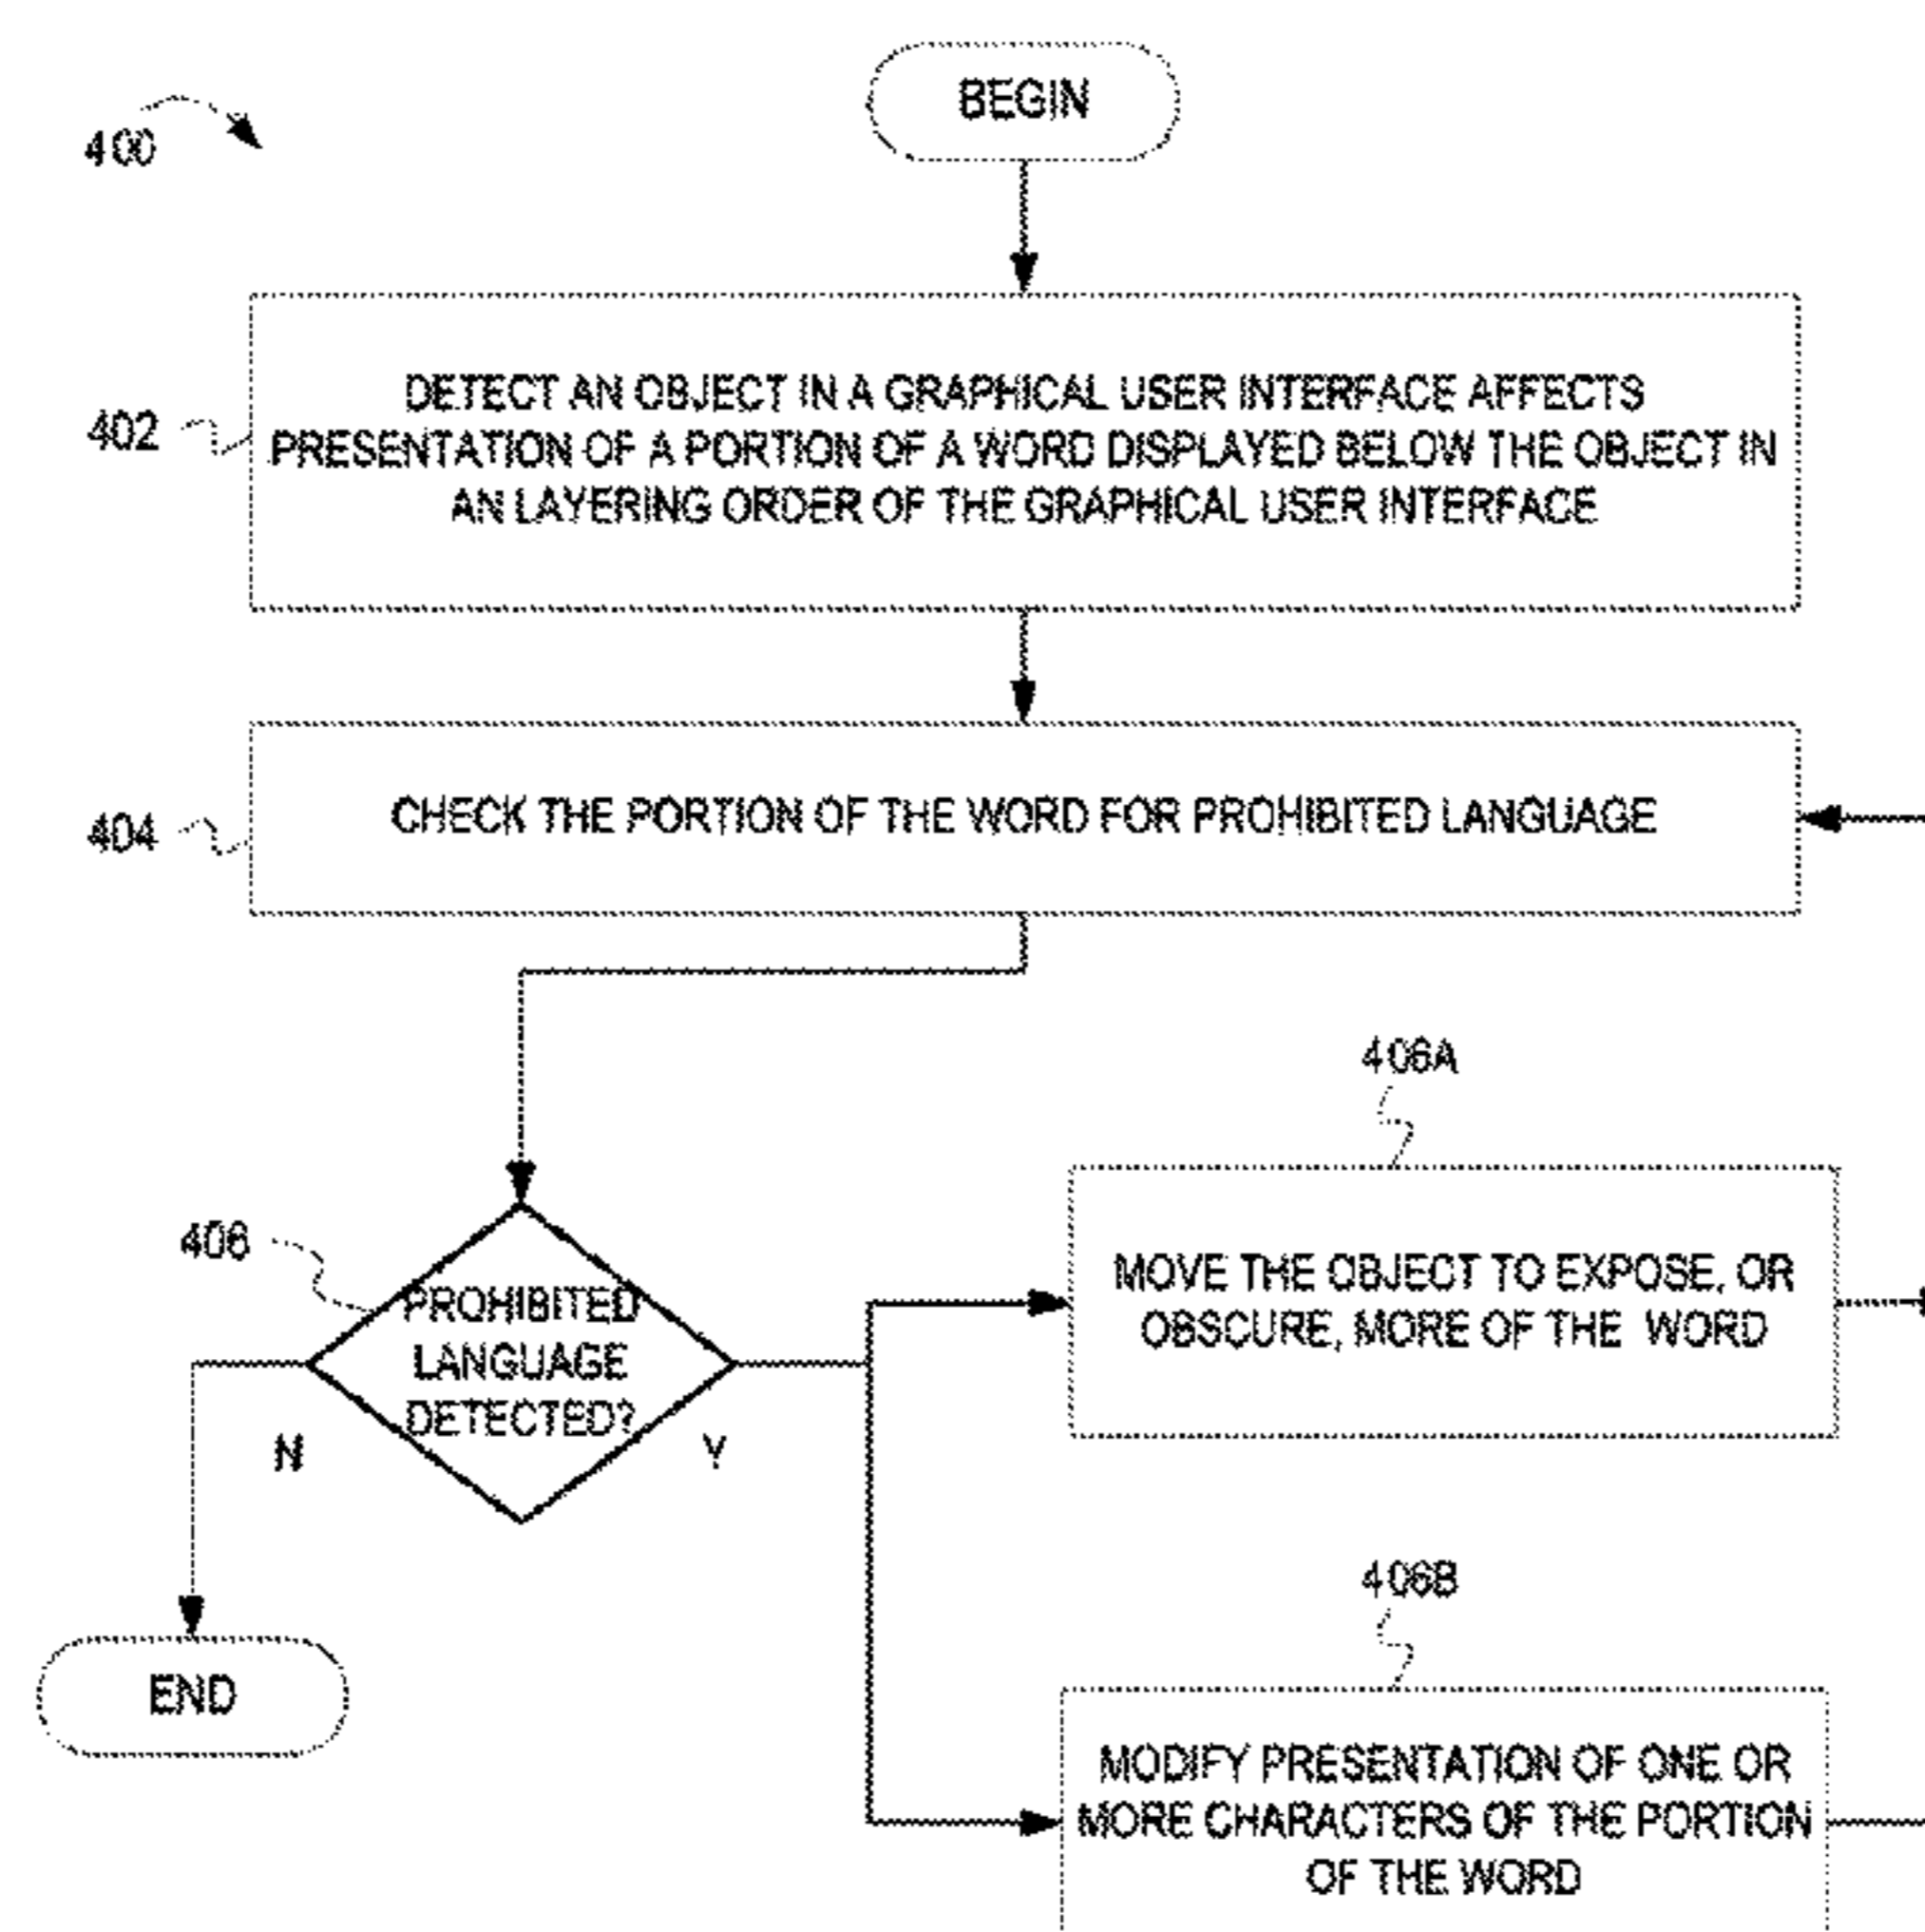 400
BEGIN
402
DETECT AN OBJECT IN A GRAPHICAL USER INTERFACE AFFECTS
PRESENTATION OF A PORTION OF A WORD DISPLAYED BELOW THE OBJECT IN
AN LAYERING ORDER OF THE GRAPHICAL USER INTERFACE
404
CHECK THE PORTION OF THE WORD FOR PROHIBITED LANGUAGE
406
PROHIBITED
LANGUAGE
DETECTED?
N
Y
END
406A
MOVE THE OBJECT TO EXPOSE, OR
OBSCURE, MORE OF THE WORD
406B
MODIFY PRESENTATION OF ONE OR
MORE CHARACTERS OF THE PORTION
OF THE WORD